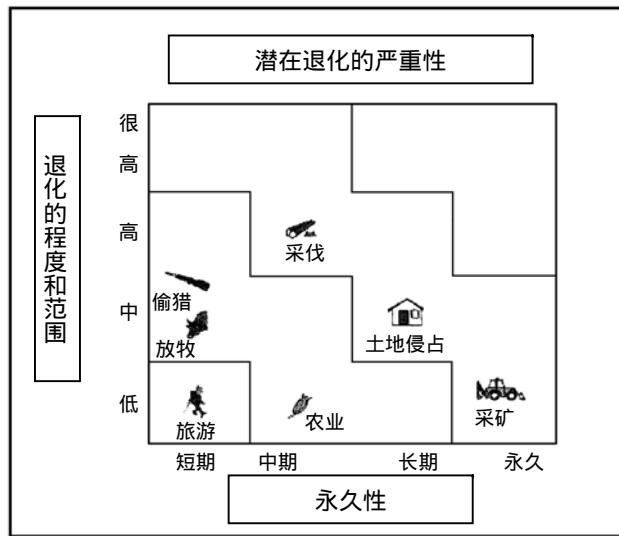 潜在退化的严重性
退化的程度和范围
很
高
高
采伐
中
偷猎
放牧
土地侵占
低
旅游
农业
采矿
短期
中期
长期
永久
永久性